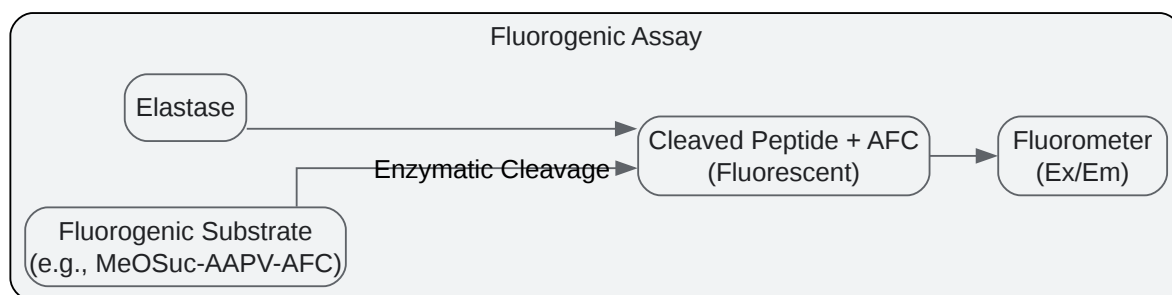 Fluorogenic Assay
Elastase
Enzymatic Cleavage
Fluorogenic Substrate
(e.g., MeOSuc-AAPV-AFC)
Cleaved Peptide + AFC
(Fluorescent)
Fluorometer
(Ex/Em)